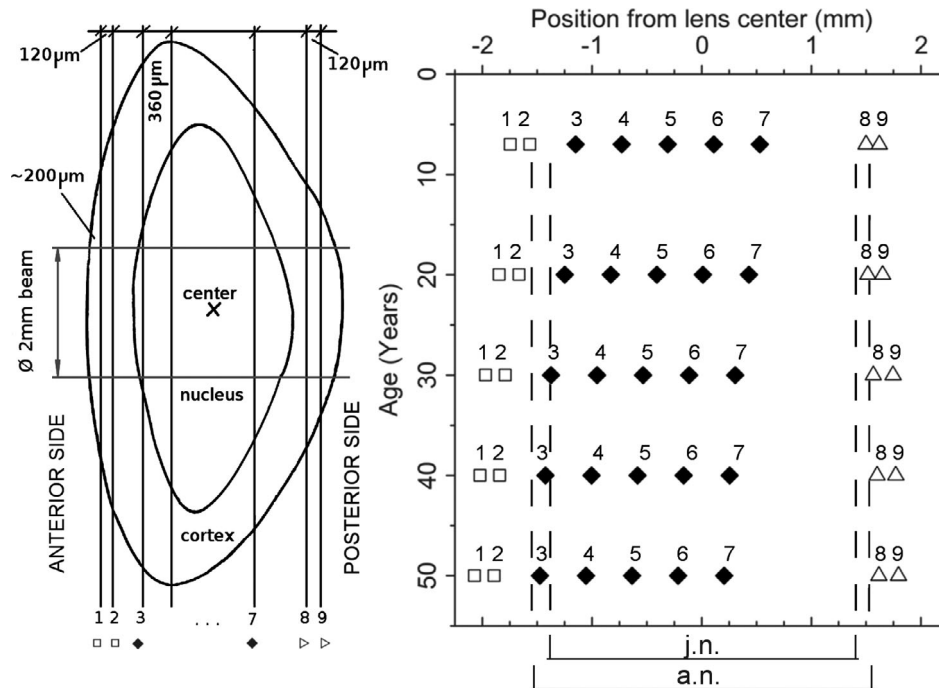 120µm
120µm
360 µm
~200µm
Ø 2mm beam
center
nucleus
cortex
ANTERIOR SIDE
POSTERIOR SIDE
1 2 3 . . . 7 8 9
Position from lens center (mm)
-2 -1 0 1 2
Age (Years)
0
1 2 3 4 5 6 7 8 9
10
1 2 3 4 5 6 7 8 9
20
1 2 3 4 5 6 7 8 9
30
1 2 3 4 5 6 7 8 9
40
1 2 3 4 5 6 7 8 9
50
j.n.
a.n.